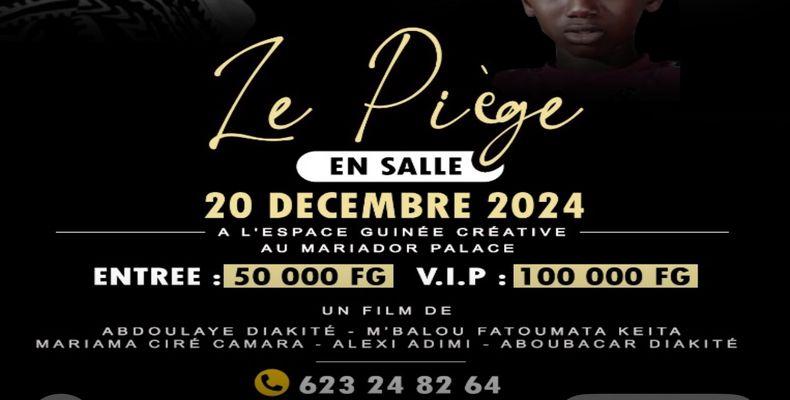 Le Piège
EN SALLE
20 DECEMBRE 2024
A L'ESPACE GUINÉE CRÉATIVE
AU MARIADOR PALACE
ENTREE : 50 000 FG V.I.P : 100 000 FG
UN FILM DE
ABDOULAYE DIAKITÉ - M'BALOU FATOUMATA KEITA
MARIAMA CIRÉ CAMARA - ALEXI ADIMI - ABOUBACAR DIAKITÉ
623 24 82 64